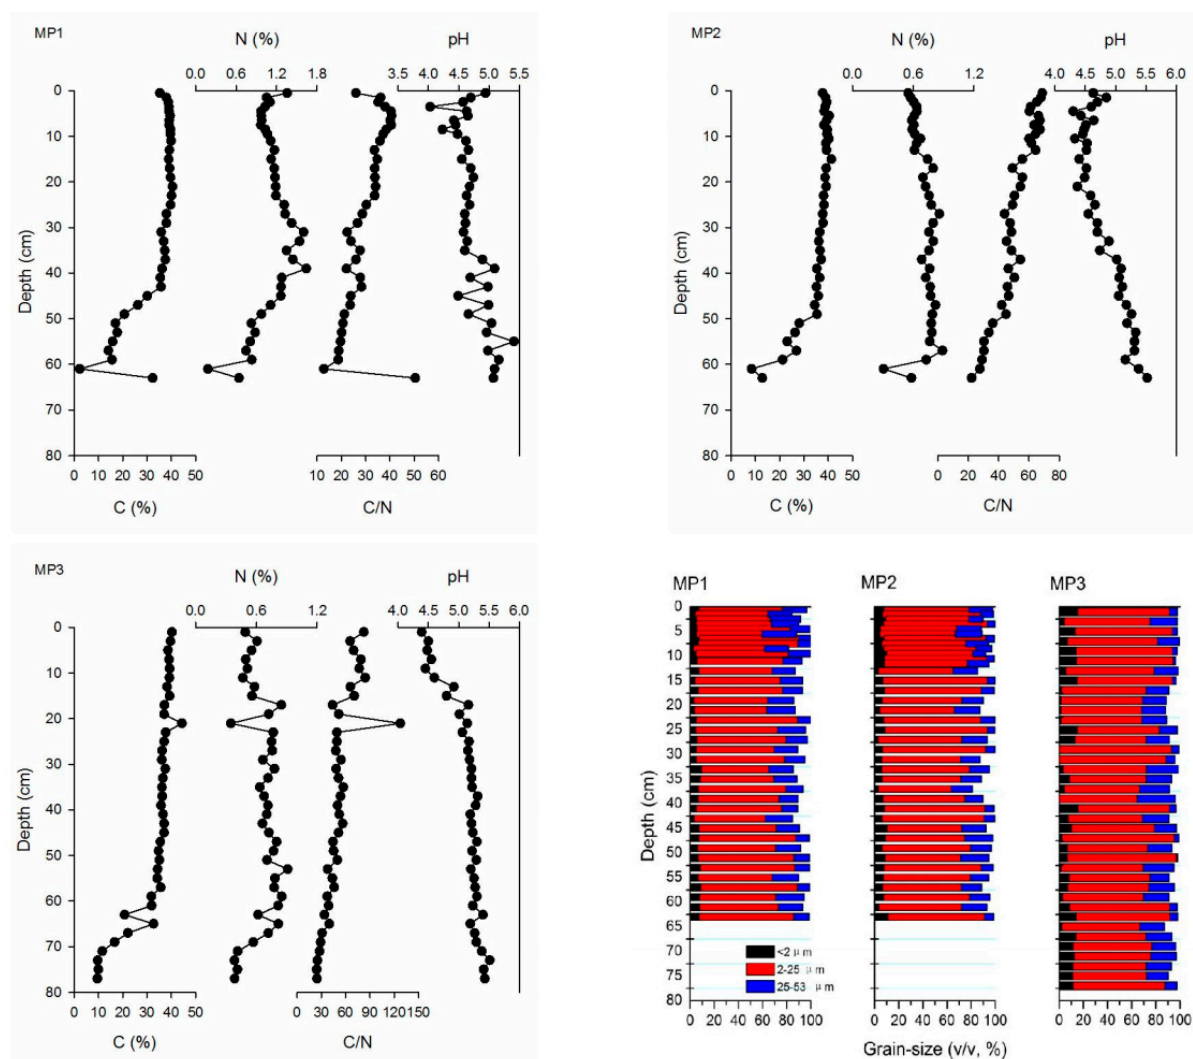 MP1
N (%)
pH
0.0 0.6 1.2 1.8
3.5 4.0 4.5 5.0 5.5
0
10
20
30
40
50
60
70
80
Depth (cm)
0 10 20 30 40 50
10 20 30 40 50 60
C (%)
C/N
MP2
N (%)
pH
0.0 0.6 1.2
4.0 4.5 5.0 5.5 6.0
0
10
20
30
40
50
60
70
80
Depth (cm)
0 10 20 30 40 50
0 20 40 60 80
C (%)
C/N
MP3
N (%)
pH
0.0 0.6 1.2
4.0 4.5 5.0 5.5 6.0
0
10
20
30
40
50
60
70
80
Depth (cm)
0 10 20 30 40 50
0 30 60 90 120 150
C (%)
C/N
MP1 MP2 MP3
0
5
10
15
20
25
30
35
40
45
50
55
60
65
70
75
80
Depth (cm)
<2 μm
2-25 μm
25-53 μm
0 20 40 60 80 100
0 20 40 60 80 100
0 20 40 60 80 100
Grain-size (v/v, %)